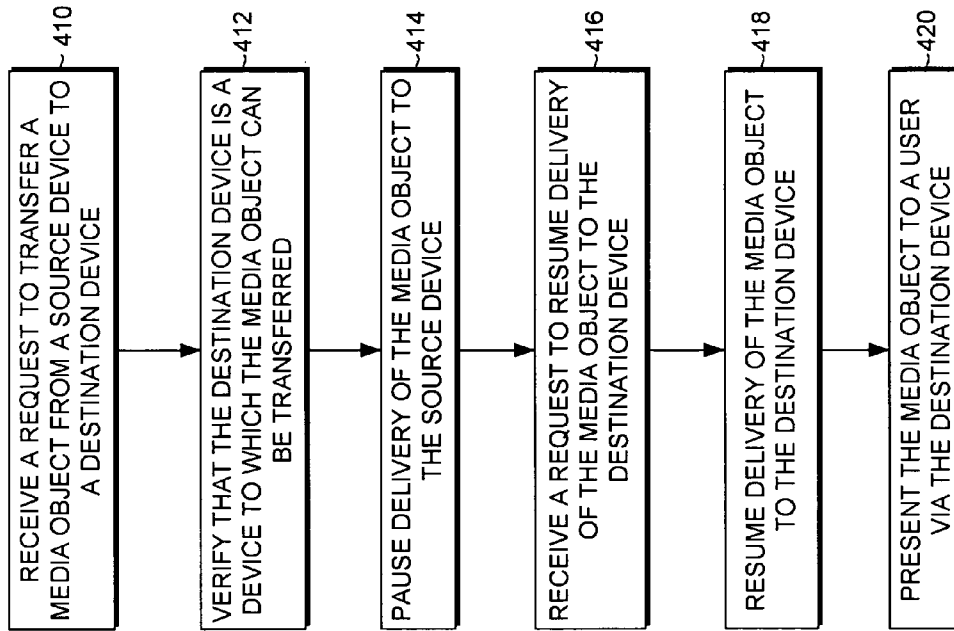 RECEIVE A REQUEST TO TRANSFER A
MEDIA OBJECT FROM A SOURCE DEVICE TO
A DESTINATION DEVICE
410
VERIFY THAT THE DESTINATION DEVICE IS A
DEVICE TO WHICH THE MEDIA OBJECT CAN
BE TRANSFERRED
412
PAUSE DELIVERY OF THE MEDIA OBJECT TO
THE SOURCE DEVICE
414
RECEIVE A REQUEST TO RESUME DELIVERY
OF THE MEDIA OBJECT TO THE
DESTINATION DEVICE
416
RESUME DELIVERY OF THE MEDIA OBJECT
TO THE DESTINATION DEVICE
418
PRESENT THE MEDIA OBJECT TO A USER
VIA THE DESTINATION DEVICE
420